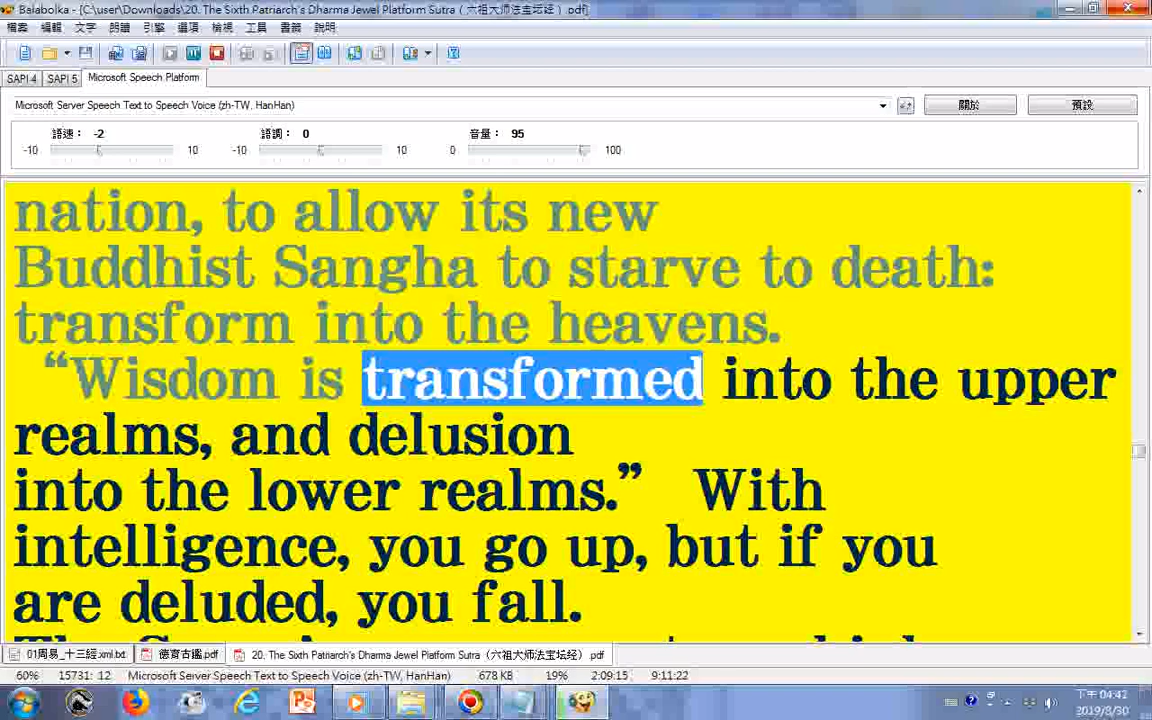 Balabolka - [C:\user\Downloads\20. The Sixth Patriarch's Dharma Jewel Platform Sutra（六祖大师法宝坛经）.pdf]
檔案 編輯 文字 朗讀 引擎 選項 檢視 工具 書籤 說明
SAPI 4 SAPI 5 Microsoft Speech Platform
Microsoft Server Speech Text to Speech Voice (zh-TW, HanHan) 關於 預設
語速： -2 語調： 0 音量： 95
-10 10 -10 10 0 100
nation, to allow its new
Buddhist Sangha to starve to death:
transform into the heavens.
“Wisdom is transformed into the upper
realms, and delusion
into the lower realms.” With
intelligence, you go up, but if you
are deluded, you fall.
01周易_十三經.xml.txt 德育古鑑.pdf 20. The Sixth Patriarch's Dharma Jewel Platform Sutra（六祖大师法宝坛经）.pdf
60% 15731: 12 Microsoft Server Speech Text to Speech Voice (zh-TW, HanHan) 678 KB 19% 2:09:15 9:11:22
下午 04:42
2019/8/30